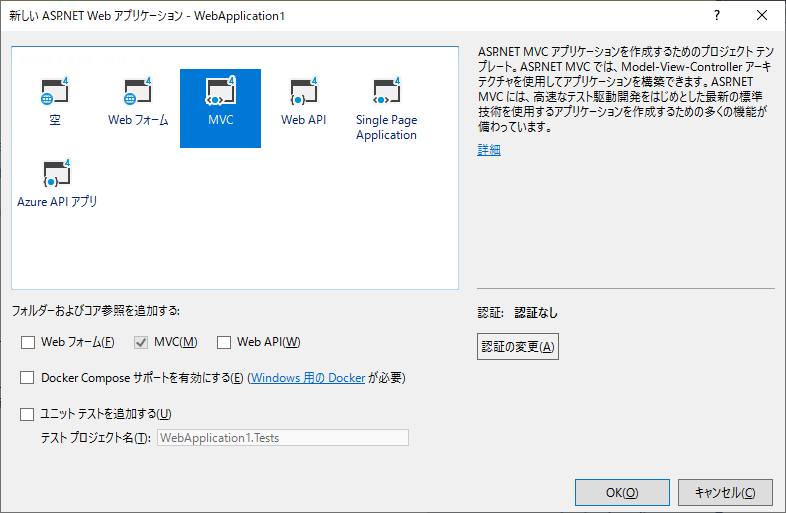 新しい ASP.NET Web アプリケーション - WebApplication1
空
Web フォーム
MVC
Web API
Single Page
Application
Azure API アプリ
ASP.NET MVC アプリケーションを作成するためのプロジェクト テン
プレート。ASP.NET MVC では、Model-View-Controller アーキ
テクチャを使用してアプリケーションを構築できます。ASP.NET
MVC には、高速なテスト駆動開発をはじめとした最新の標準
技術を使用するアプリケーションを作成するための多くの機能が
備わっています。
詳細
フォルダーおよびコア参照を追加する:
Web フォーム(F)
MVC(M)
Web API(W)
Docker Compose サポートを有効にする(E) (Windows 用の Docker が必要)
ユニット テストを追加する(U)
テスト プロジェクト名(T): WebApplication1.Tests
認証: 認証なし
認証の変更(A)
OK(O)
キャンセル(C)